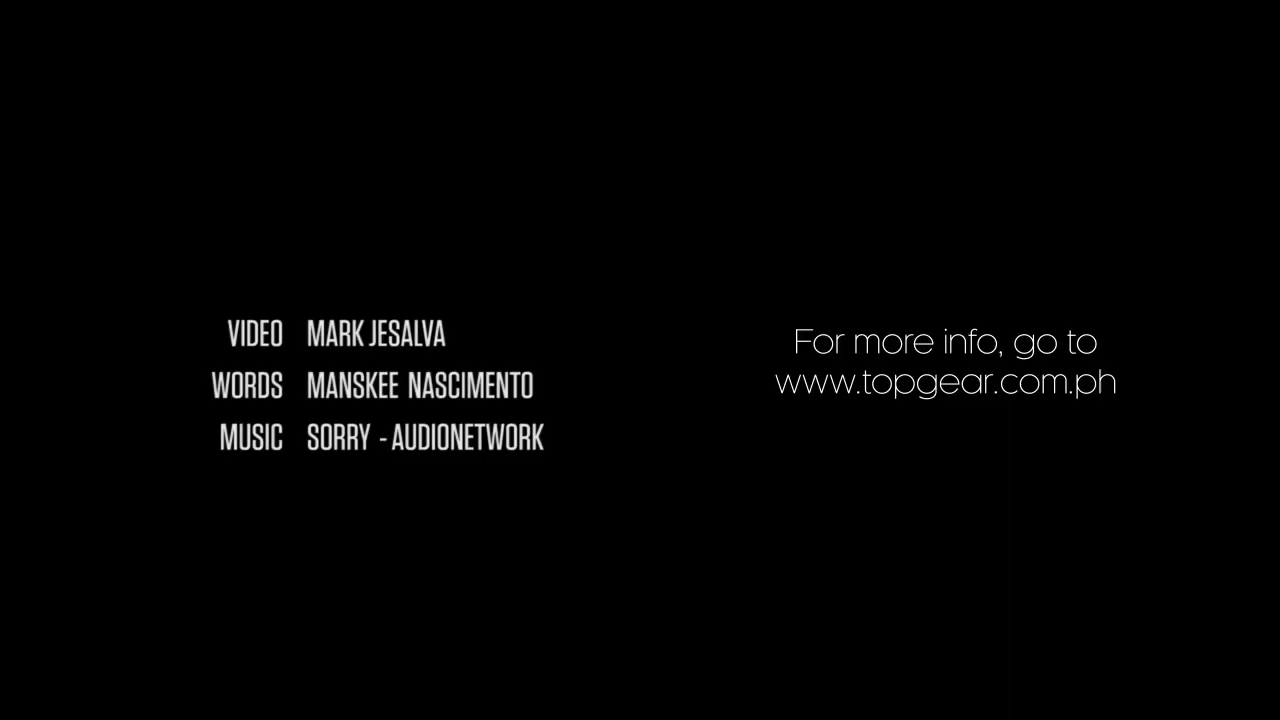 VIDEO MARK JESALVA
WORDS MANSKEE NASCIMENTO
MUSIC SORRY - AUDIONETWORK
For more info, go to
www.topgear.com.ph